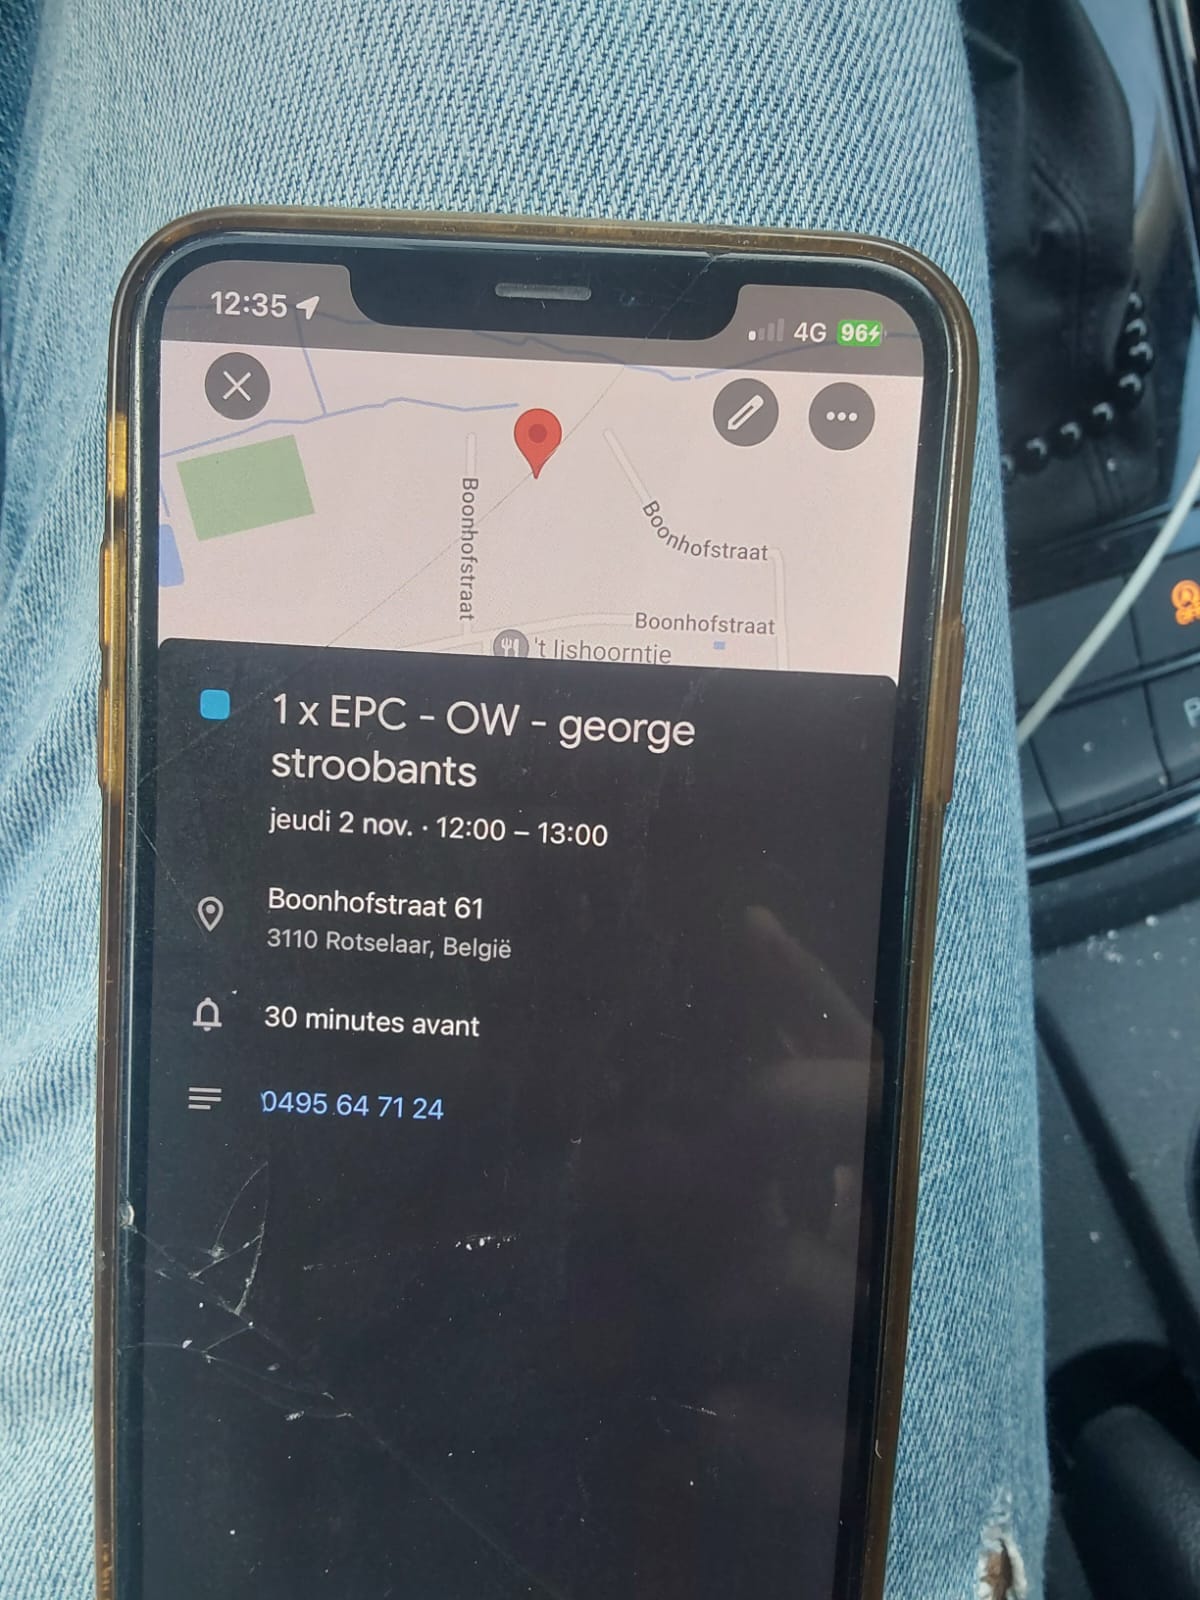 12:35
4G 96
Boonhofstraat
Boonhofstraat
Boonhofstraat
't Ijshoorntje
1 x EPC - OW - george
stroobants
jeudi 2 nov. · 12:00 – 13:00
Boonhofstraat 61
3110 Rotselaar, België
30 minutes avant
0495 64 71 24